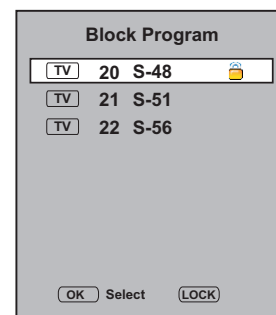 Block Program
TV 20 S-48
TV 21 S-51
TV 22 S-56
OK Select LOCK